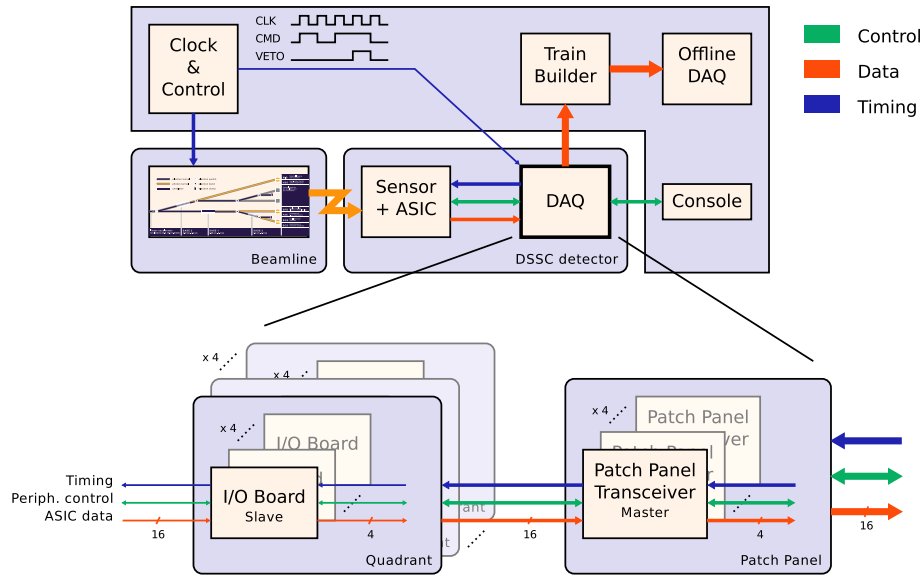 CLK
CMD
VETO
Clock
&
Control
Train
Builder
Offline
DAQ
Control
Data
Timing
Sensor
+ ASIC
DAQ
Console
Beamline
DSSC detector
x 4
x 4
x 4
I/O Board
x 4
Patch Panel
Timing
Periph. control
ASIC data
I/O Board
Slave
Patch Panel
Transceiver
Master
16
4
16
4
16
Quadrant
Patch Panel